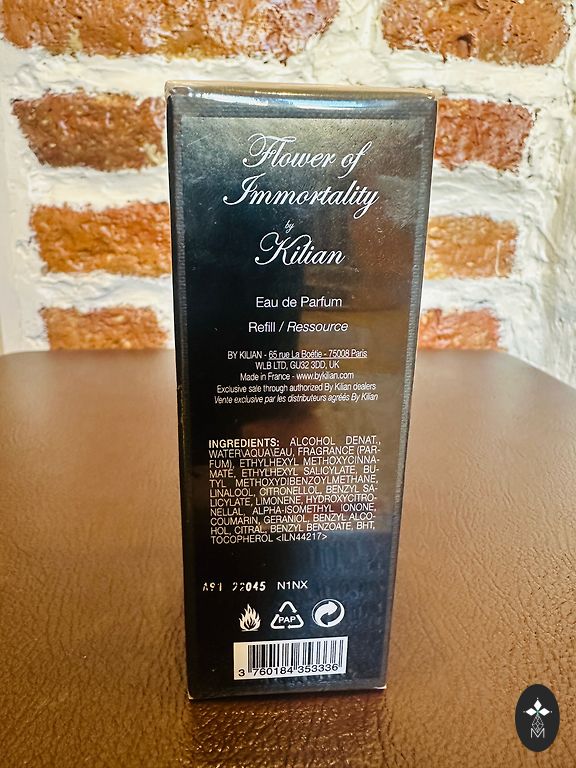 Flower of
Immortality
by
Kilian
Eau de Parfum
Refill / Ressource
BY KILIAN - 65 rue La Boétie - 75008 Paris
WLB LTD, GU32 3DD, UK
Made in France - www.bykilian.com
Exclusive sale through authorized By Kilian dealers
Vente exclusive par les distributeurs agréés By Kilian
INGREDIENTS: ALCOHOL DENAT.,
WATER\AQUA\EAU, FRAGRANCE (PAR-
FUM), ETHYLHEXYL METHOXYCINNA-
MATE, ETHYLHEXYL SALICYLATE, BU-
TYL METHOXYDIBENZOYLMETHANE,
LINALOOL, CITRONELLOL, BENZYL SA-
LICYLATE, LIMONENE, HYDROXYCITRO-
NELLAL, ALPHA-ISOMETHYL IONONE,
COUMARIN, GERANIOL, BENZYL ALCO-
HOL, CITRAL, BENZYL BENZOATE, BHT,
TOCOPHEROL <ILN44217>
A91 22045 N1NX
PAP
3 760184 353336
M